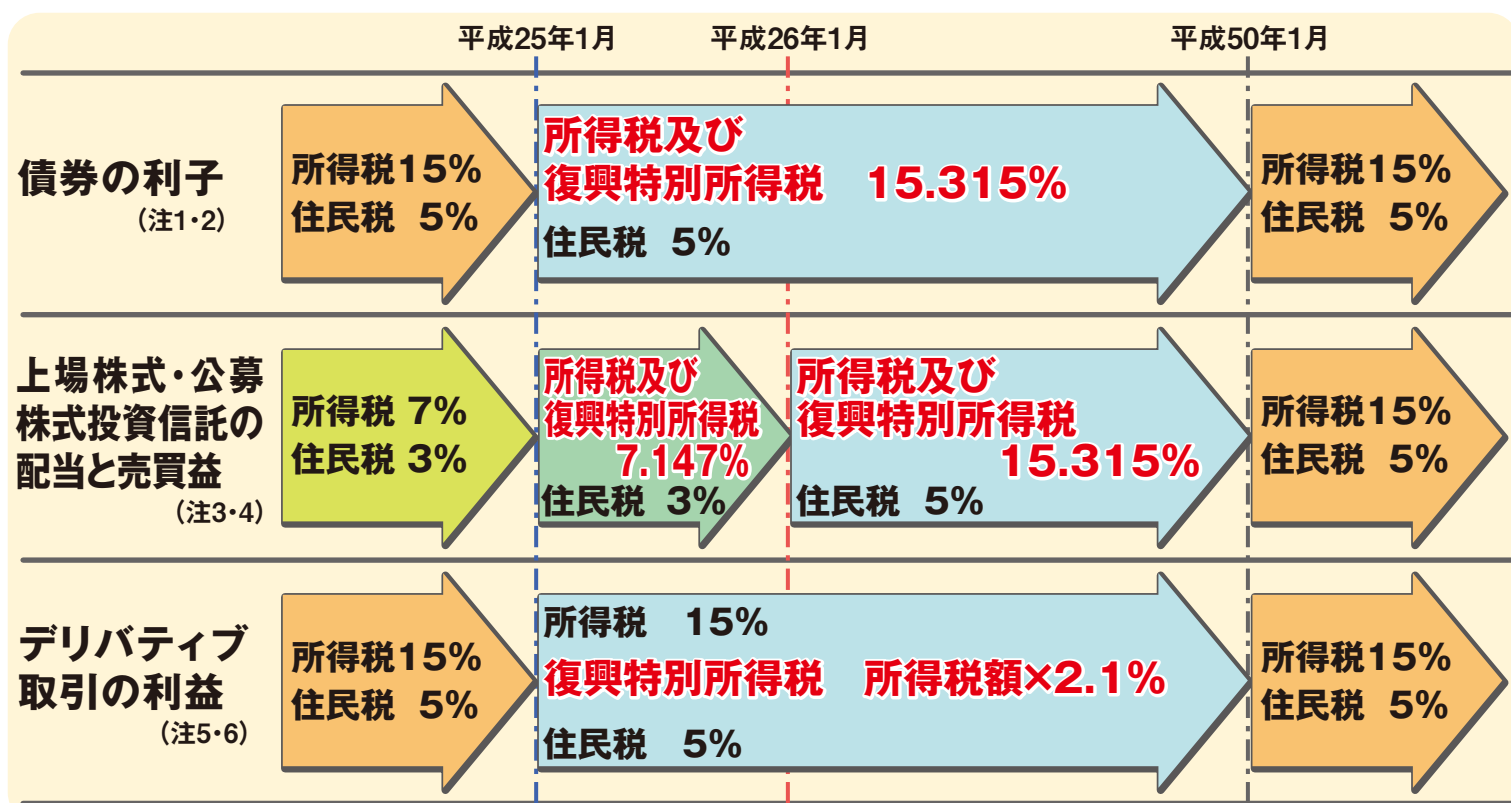 平成25年1月 平成26年1月 平成50年1月
債券の利子
(注1・2)
所得税15%
住民税 5%
所得税及び
復興特別所得税 15.315%
住民税 5%
所得税15%
住民税 5%
上場株式・公募
株式投資信託の
配当と売買益
(注3・4)
所得税 7%
住民税 3%
所得税及び
復興特別所得税
7.147%
住民税 3%
所得税及び
復興特別所得税
15.315%
住民税 5%
所得税15%
住民税 5%
デリバティブ
取引の利益
(注5・6)
所得税15%
住民税 5%
所得税 15%
復興特別所得税 所得税額×2.1%
住民税 5%
所得税15%
住民税 5%